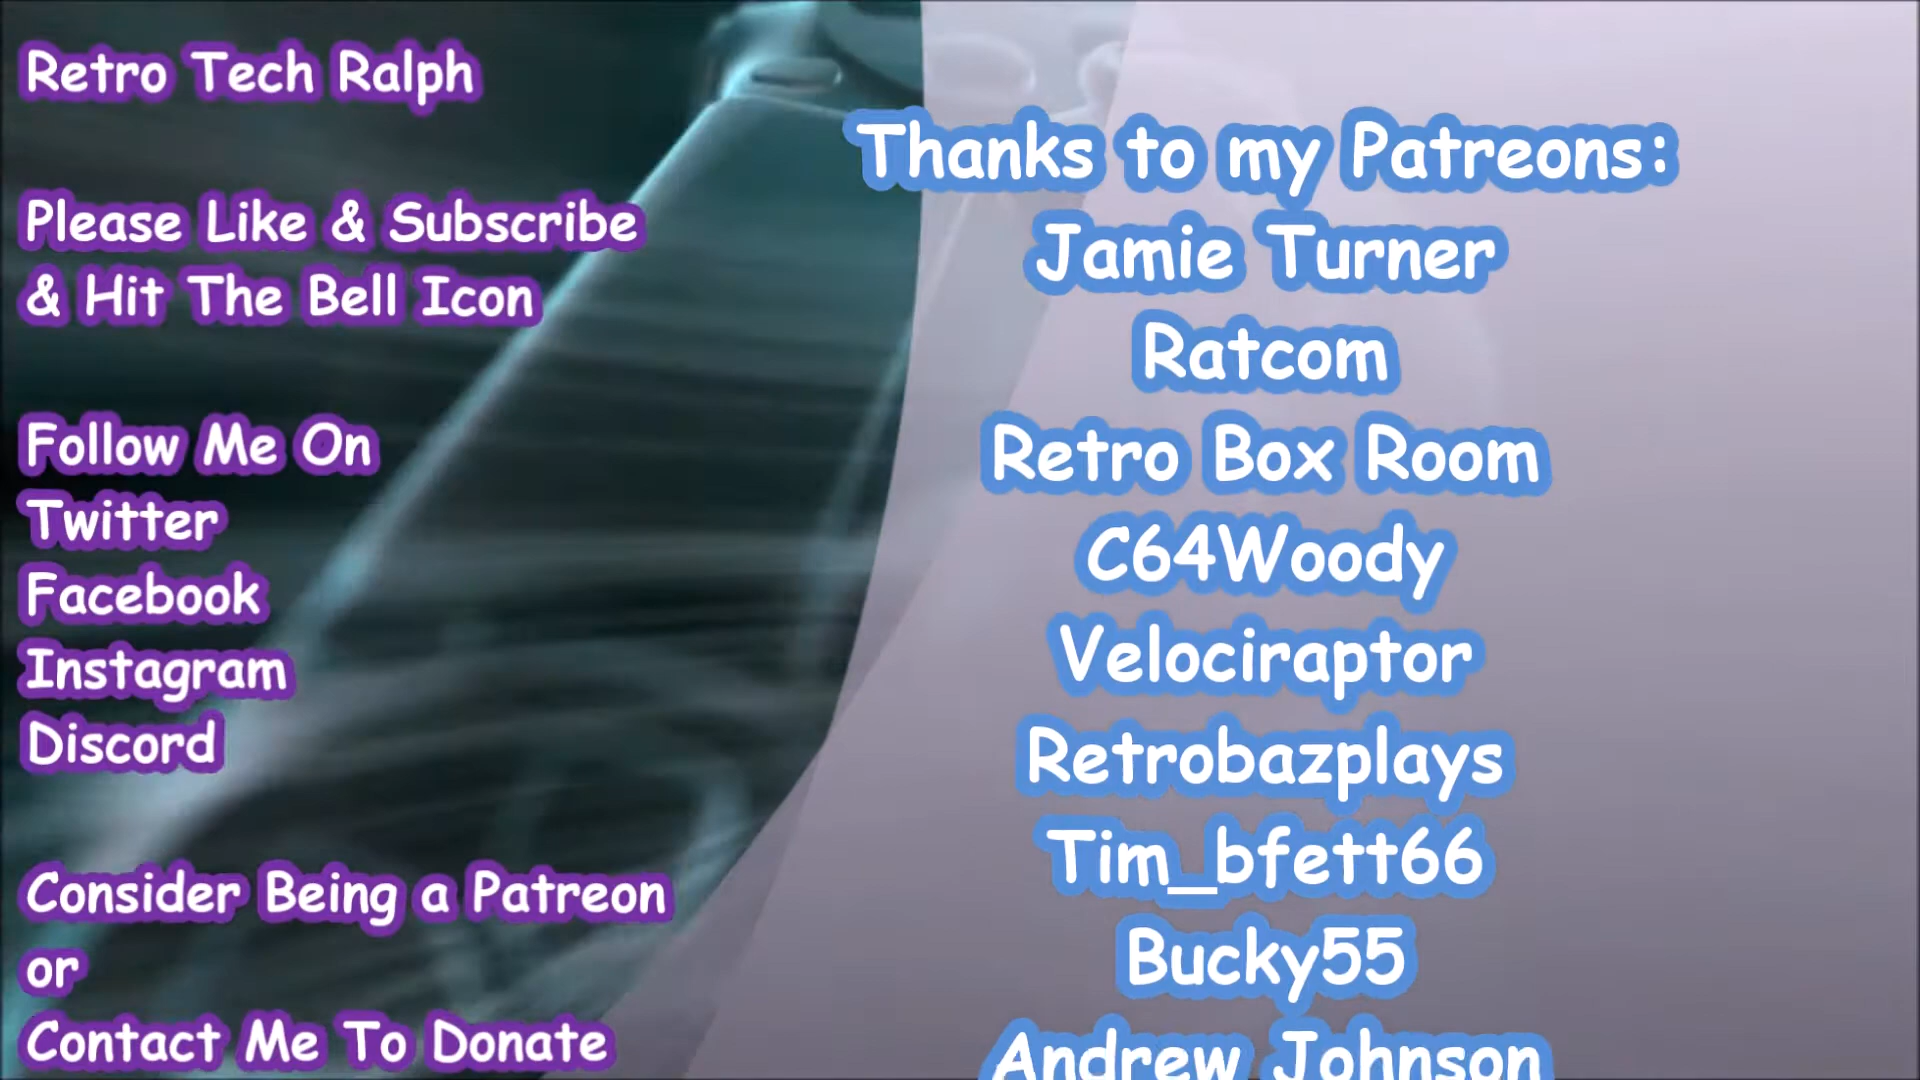 Retro Tech Ralph
Please Like & Subscribe
& Hit The Bell Icon
Follow Me On
Twitter
Facebook
Instagram
Discord
Consider Being a Patreon
or
Contact Me To Donate
Thanks to my Patreons:
Jamie Turner
Ratcom
Retro Box Room
C64Woody
Velociraptor
Retrobazplays
Tim_bfett66
Bucky55
Andrew Johnson